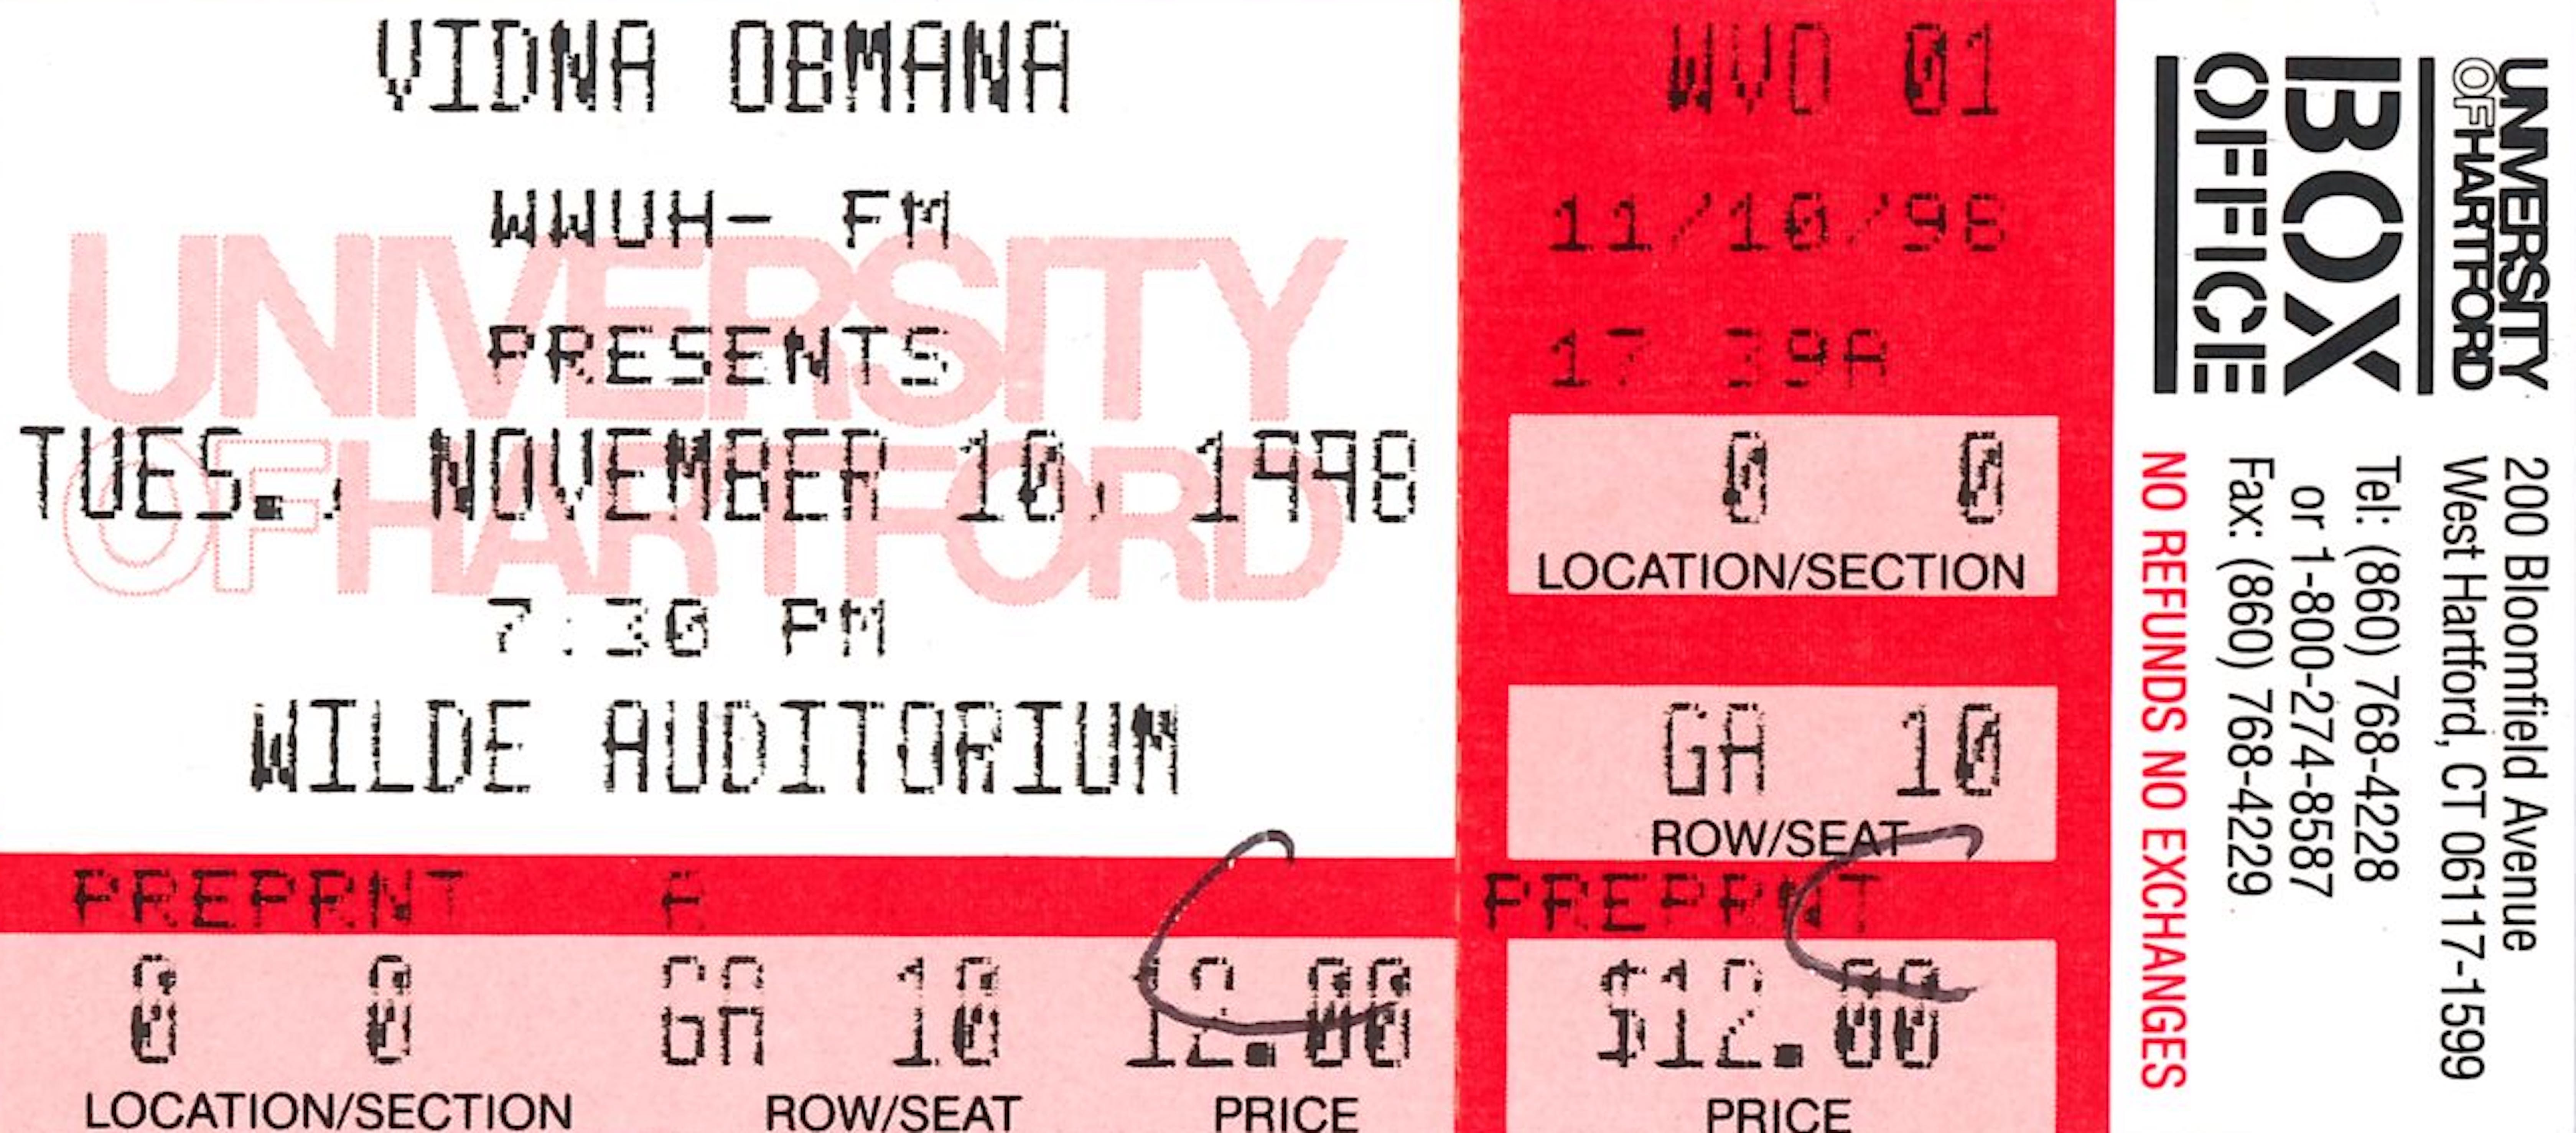 VIDNA OBMANA
WWUH- FM
UNIVERSITY
PRESENTS
TUES., NOVEMBER 10, 1998
OF HARTFORD
7:30 PM
WILDE AUDITORIUM
PREPRNT A
0 0 GA 10 12.00
LOCATION/SECTION ROW/SEAT PRICE
WVO 01
11/10/98
17 39A
0 0
LOCATION/SECTION
GA 10
ROW/SEAT
PREPRNT
$12.00
PRICE
UNIVERSITY
OF HARTFORD
BOX
OFFICE
200 Bloomfield Avenue
West Hartford, CT 06117-1599
Tel: (860) 768-4228
or 1-800-274-8587
Fax: (860) 768-4229
NO REFUNDS NO EXCHANGES